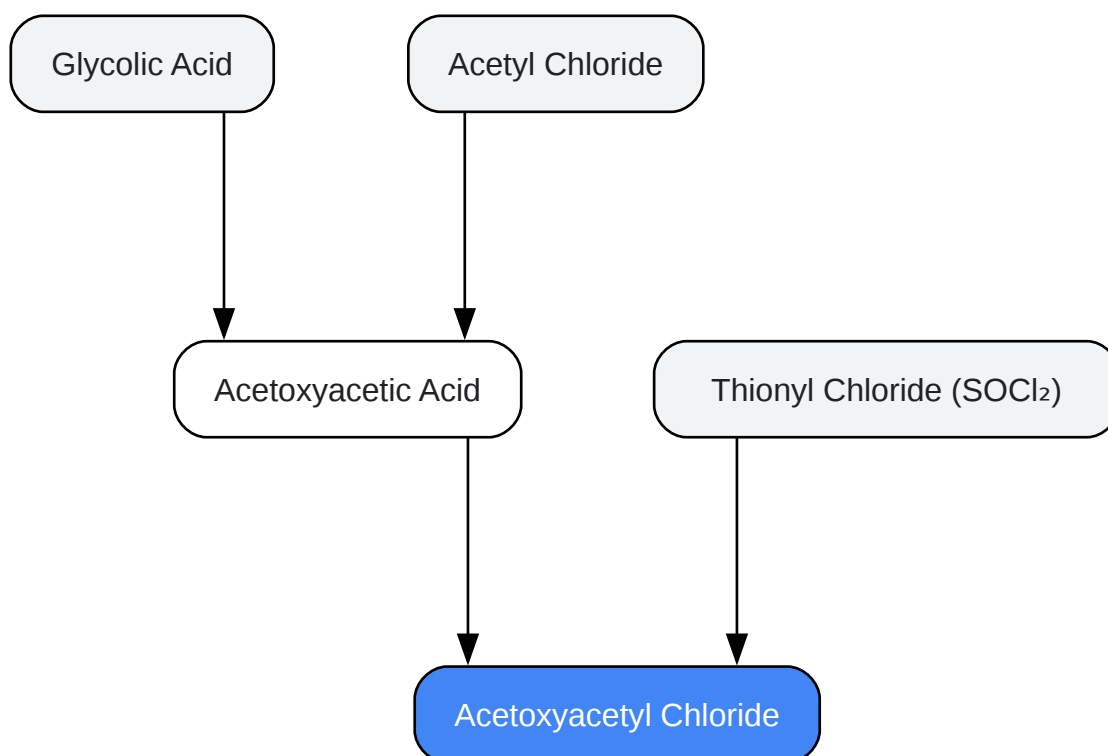 Glycolic Acid
Acetyl Chloride
Acetoxyacetic Acid
Thionyl Chloride (SOCl₂)
Acetoxyacetyl Chloride